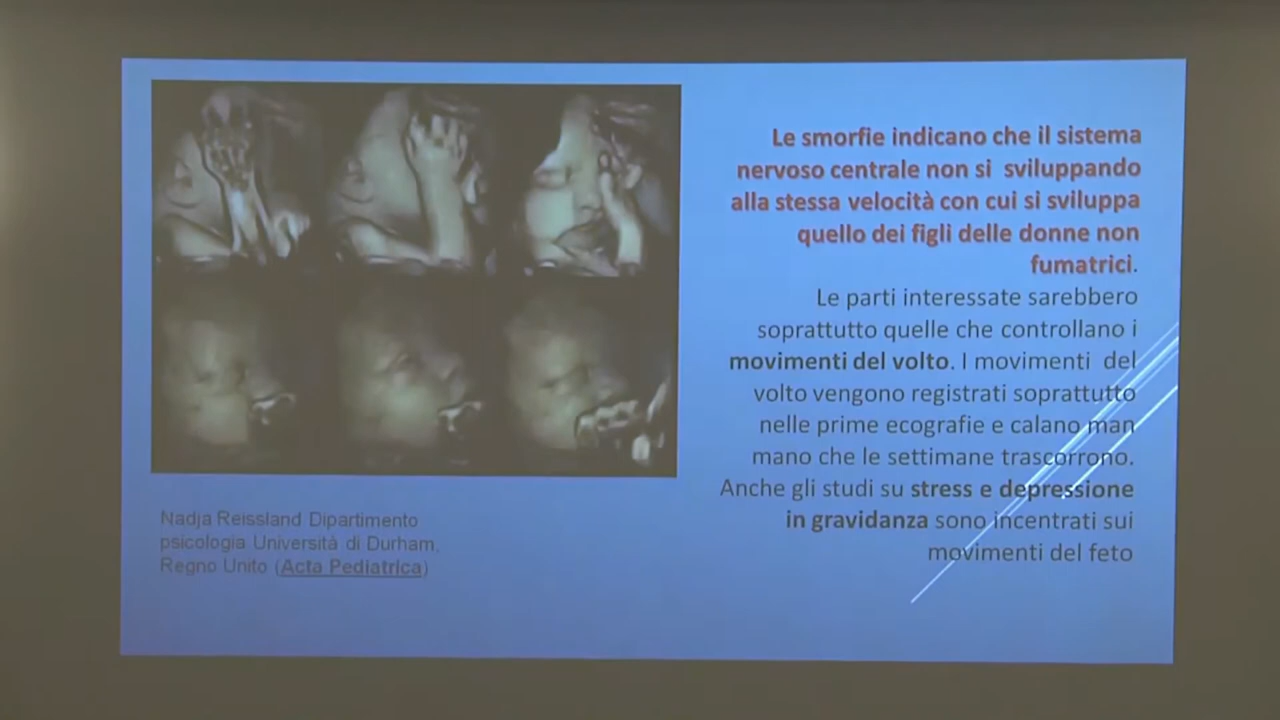 Le smorfie indicano che il sistema
nervoso centrale non si sviluppando
alla stessa velocità con cui si sviluppa
quello dei figli delle donne non
fumatrici.
Le parti interessate sarebbero
soprattutto quelle che controllano i
movimenti del volto. I movimenti del
volto vengono registrati soprattutto
nelle prime ecografie e calano man
mano che le settimane trascorrono.
Anche gli studi su stress e depressione
in gravidanza sono incentrati sui
movimenti del feto
Nadja Reissland Dipartimento
psicologia Università di Durham,
Regno Unito (Acta Pediatrica)